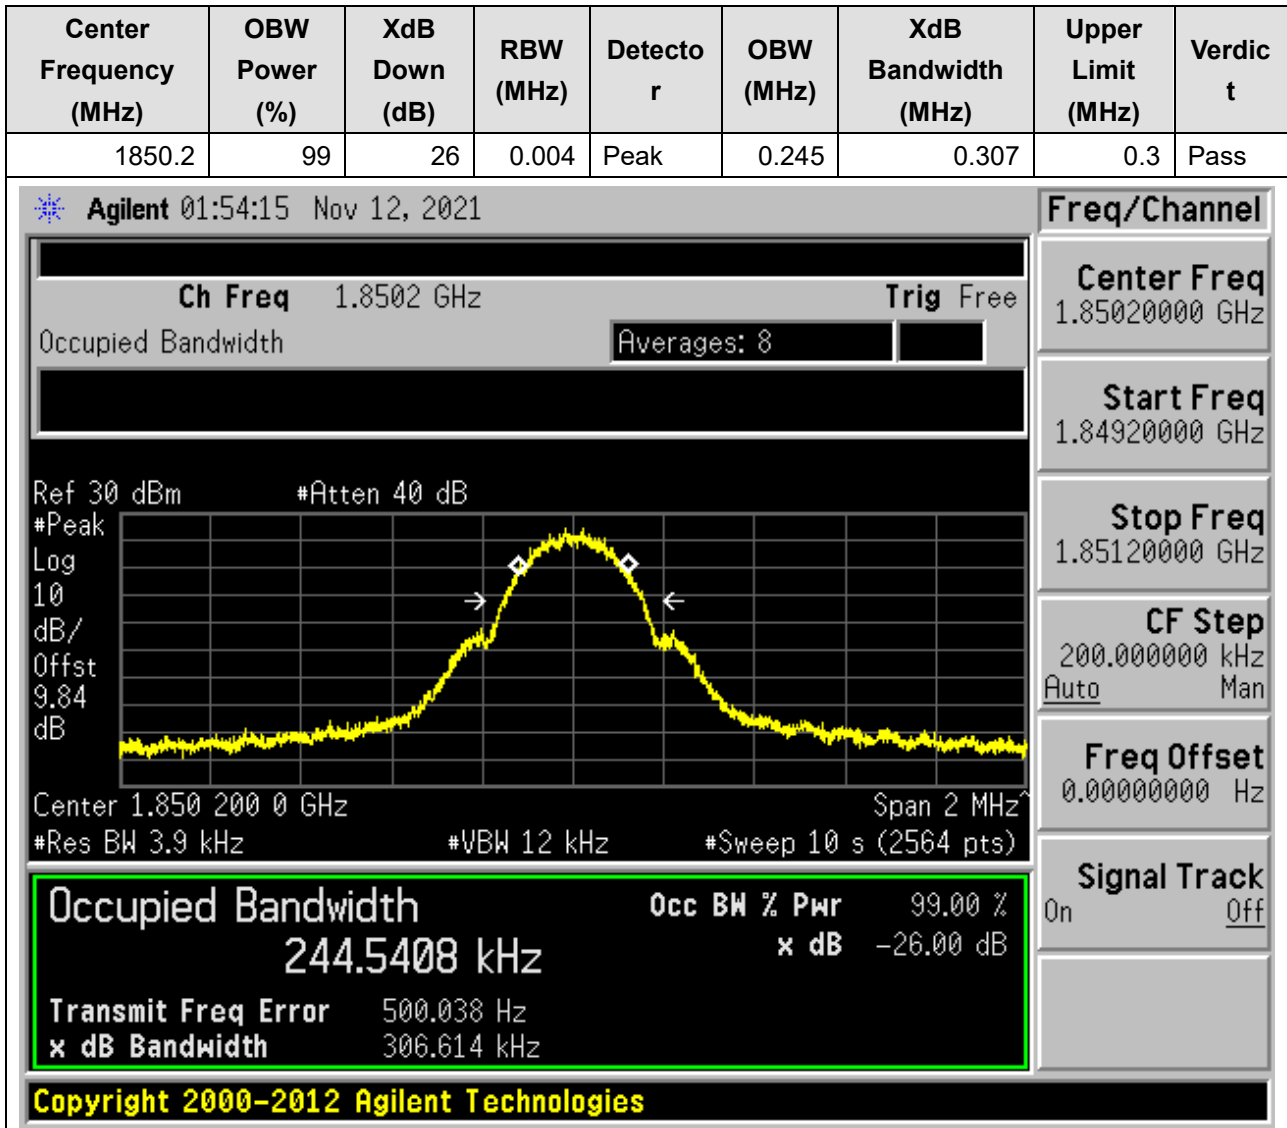 Center Frequency (MHz) OBW Power (%) XdB Down (dB) RBW (MHz) Detecto r OBW (MHz) XdB Bandwidth (MHz) Upper Limit (MHz) Verdic t
1850.2 99 26 0.004 Peak 0.245 0.307 0.3 Pass
Agilent 01:54:15 Nov 12, 2021
Freq/Channel
Ch Freq 1.8502 GHz Trig Free
Occupied Bandwidth Averages: 8
Ref 30 dBm #Atten 40 dB
#Peak
Log
10
dB/
Offst
9.84
dB
Center 1.850 200 0 GHz Span 2 MHz^
#Res BW 3.9 kHz #VBW 12 kHz #Sweep 10 s (2564 pts)
Occupied Bandwidth Occ BW % Pwr 99.00 %
244.5408 kHz x dB -26.00 dB
Transmit Freq Error 500.038 Hz
x dB Bandwidth 306.614 kHz
Center Freq
1.85020000 GHz
Start Freq
1.84920000 GHz
Stop Freq
1.85120000 GHz
CF Step
200.000000 kHz
Auto Man
Freq Offset
0.00000000 Hz
Signal Track
On Off
Copyright 2000-2012 Agilent Technologies